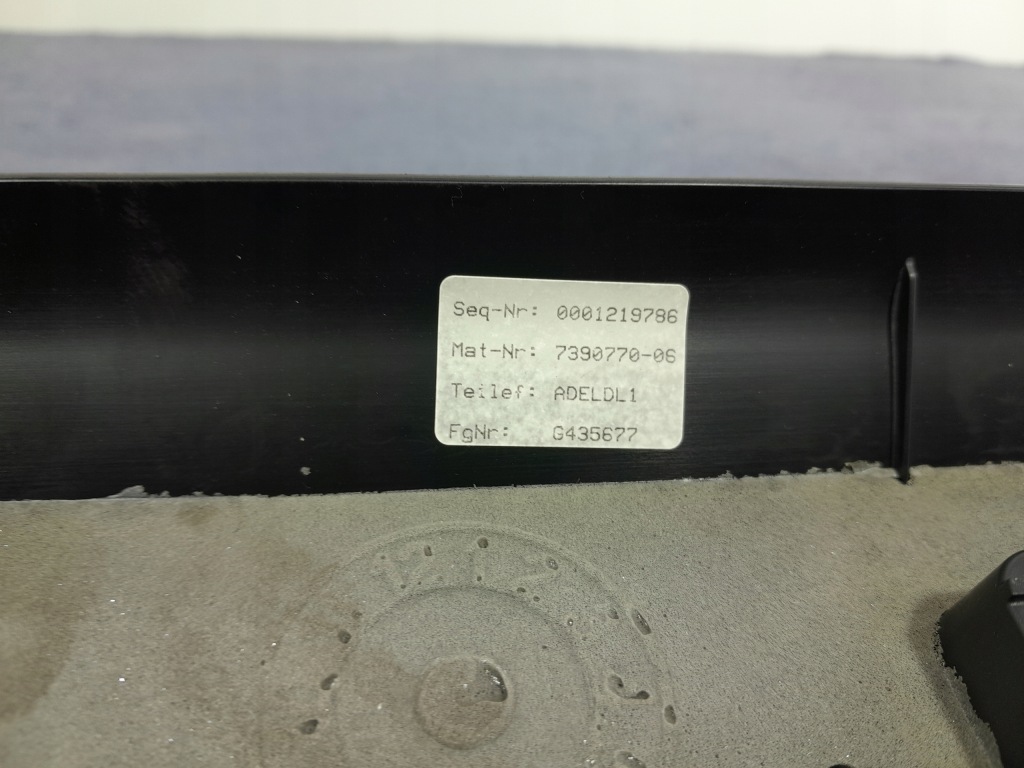 Seq-Nr: 0001219786
Mat-Nr: 7390770-06
Teilef: ADELDL1
FgNr: G435677